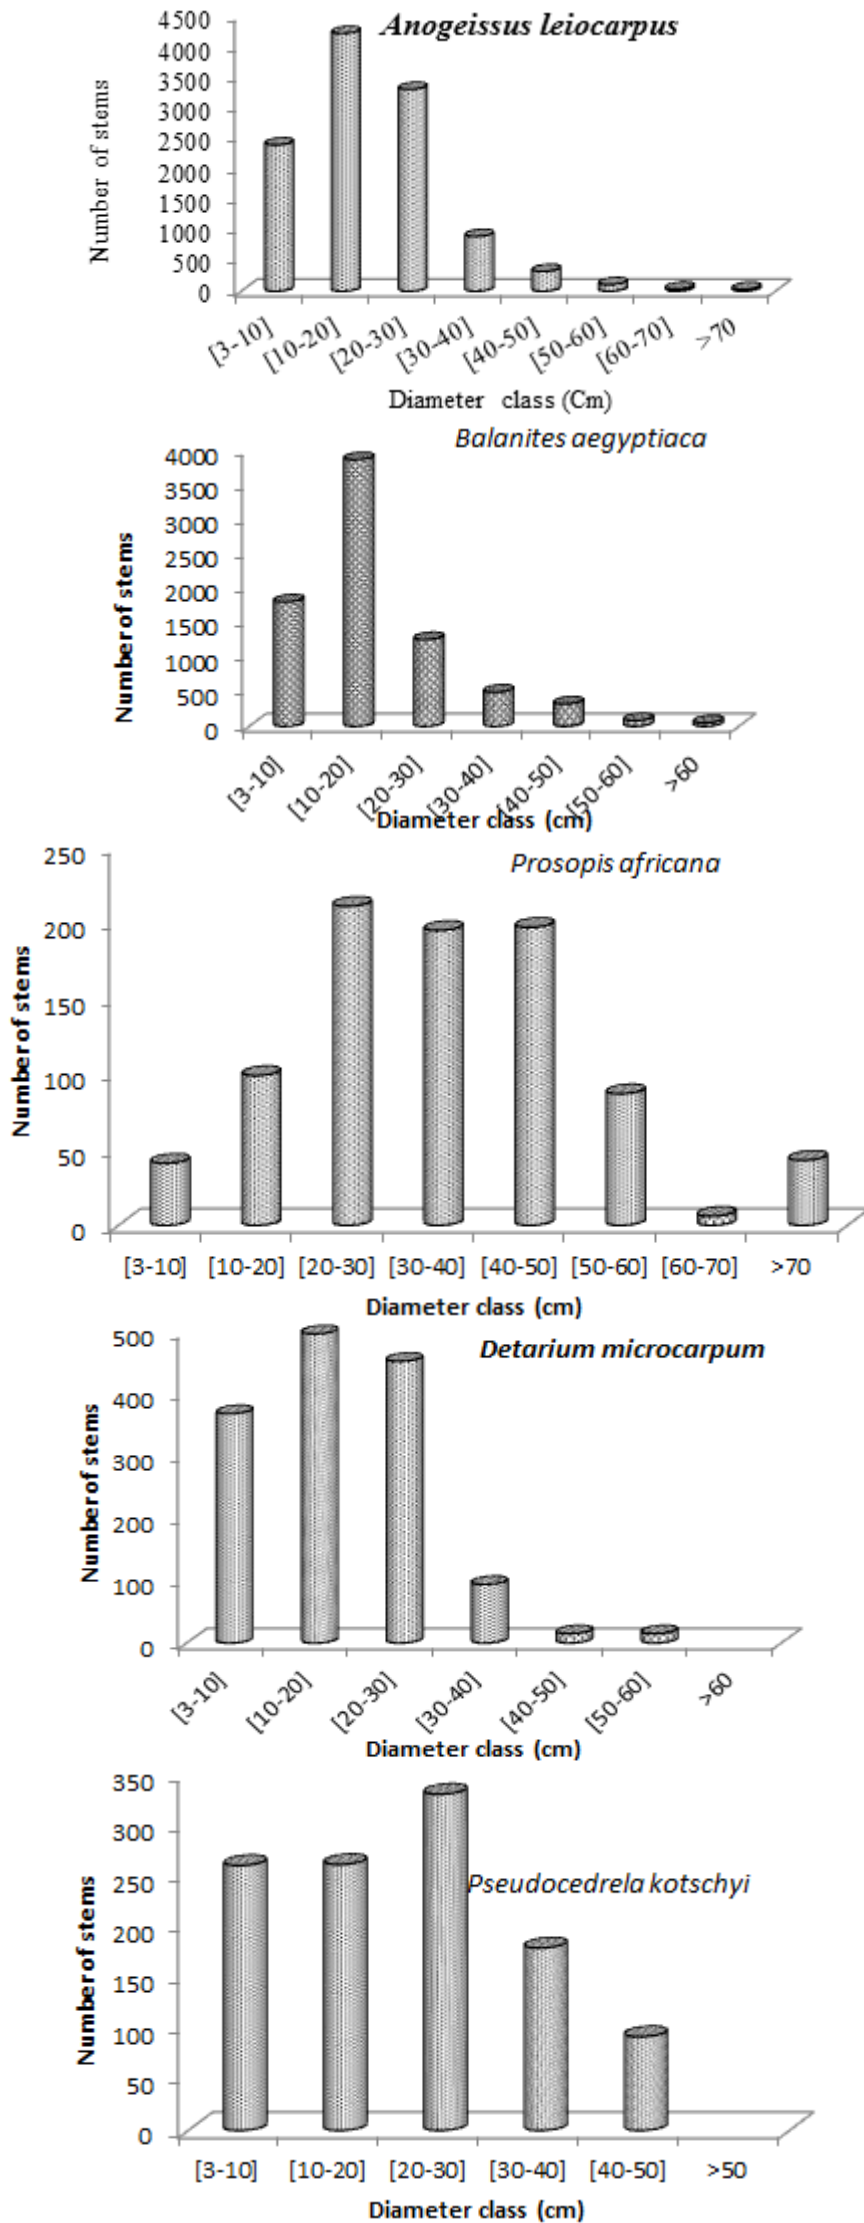 Anogeissus leiocarpus
Number of stems
4500
4000
3500
3000
2500
2000
1500
1000
500
0
[3-10] [10-20] [20-30] [30-40] [40-50] [50-60] [60-70] >70
Diameter class (Cm)
Balanites aegyptiaca
Number of stems
4000
3500
3000
2500
2000
1500
1000
500
0
[3-10] [10-20] [20-30] [30-40] [40-50] [50-60] >60
Diameter class (cm)
Prosopis africana
Number of stems
250
200
150
100
50
0
[3-10] [10-20] [20-30] [30-40] [40-50] [50-60] [60-70] >70
Diameter class (cm)
Detarium microcarpum
Number of stems
500
400
300
200
100
0
[3-10] [10-20] [20-30] [30-40] [40-50] [50-60] >60
Diameter class (cm)
Pseudocedrela kotschyi
Number of stems
350
300
250
200
150
100
50
0
[3-10] [10-20] [20-30] [30-40] [40-50] >50
Diameter class (cm)